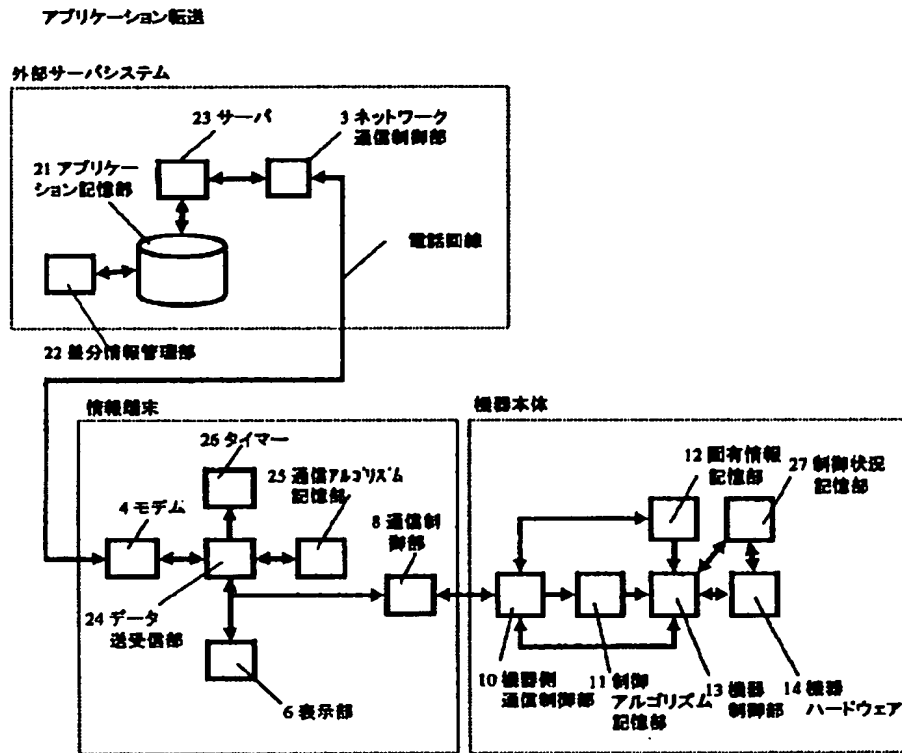 アプリケーション転送
外部サーバシステム
23 サーバ
3 ネットワーク
通信制御部
21 アプリケー
ション記憶部
電話回線
22 差分情報管理部
情報端末
機器本体
26 タイマー
25 通信アルゴリズム
記憶部
12 固有情報
記憶部
27 制御状況
記憶部
4 モデム
8 通信制
御部
24 データ
送受信部
6 表示部
10 機器側
通信制御部
11 制御
アルゴリズム
記憶部
13 機器
制御部
14 機器
ハードウェア